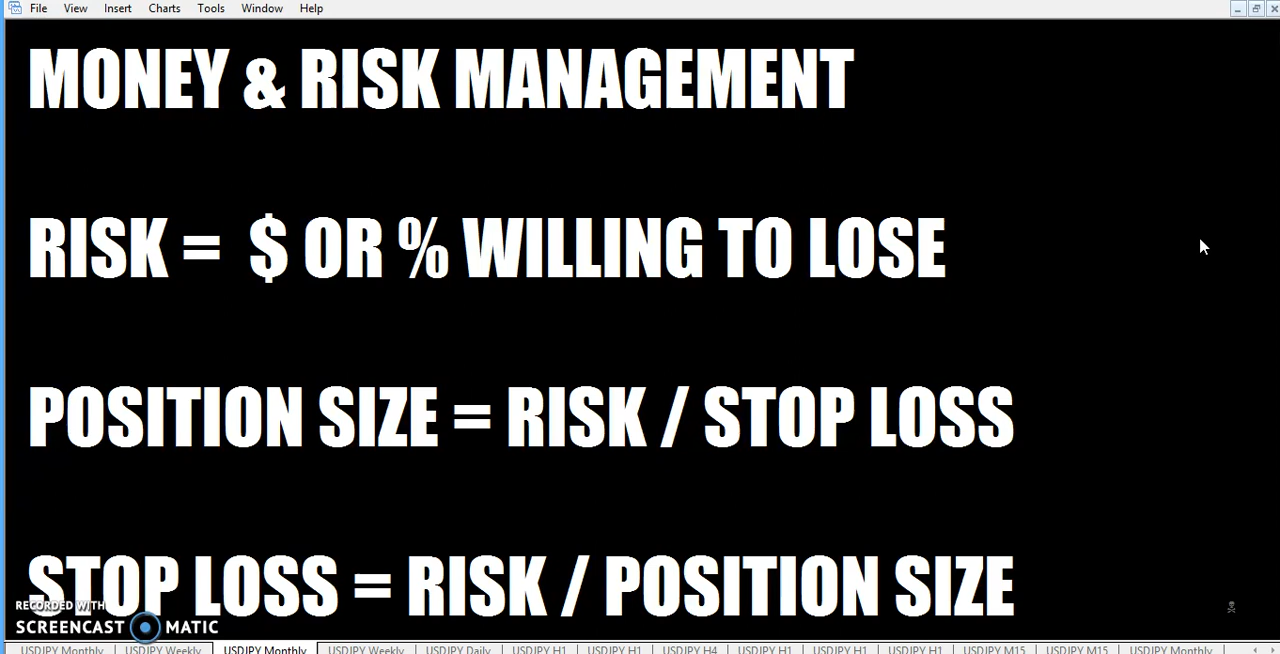 File View Insert Charts Tools Window Help
MONEY & RISK MANAGEMENT
RISK = $ OR % WILLING TO LOSE
POSITION SIZE = RISK / STOP LOSS
STOP LOSS = RISK / POSITION SIZE
RECORDED WITH
SCREENCAST MATIC
USDJPY Monthly USDJPY Weekly USDJPY Monthly USDJPY Weekly USDJPY Daily USDJPY H1 USDJPY H1 USDJPY H4 USDJPY H1 USDJPY H1 USDJPY H1 USDJPY M15 USDJPY M15 USDJPY Monthly